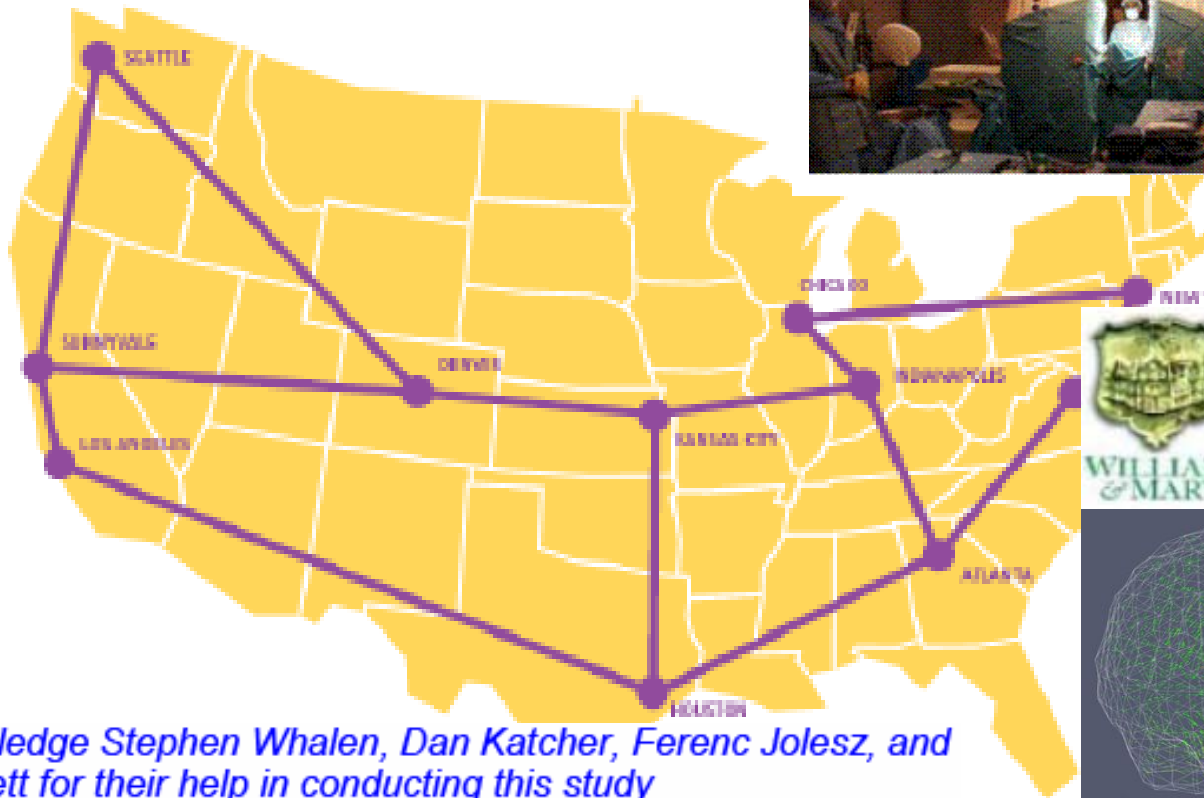 SEATTLE
CHICAGO
NEW
SUNNYVALE
DENVER
INDIANAPOLIS
KANSAS CITY
LOS ANGELES
ATLANTA
HOUSTON
WILLIA
& MAR
ledge Stephen Whalen, Dan Katcher, Ferenc Jolesz, and
ett for their help in conducting this study